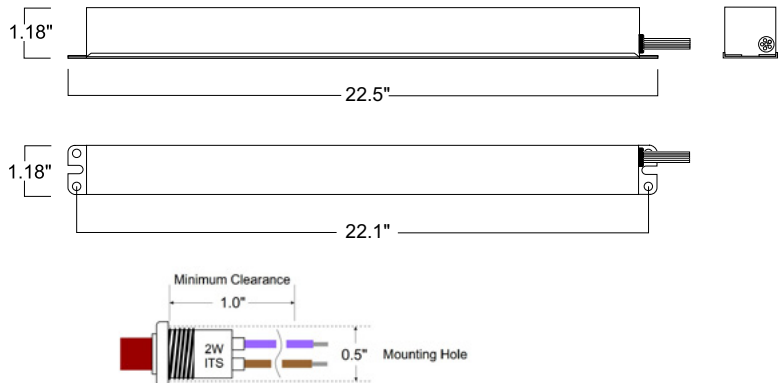 1.18"
22.5"
1.18"
22.1"
Minimum Clearance
1.0"
2W
ITS
0.5" Mounting Hole